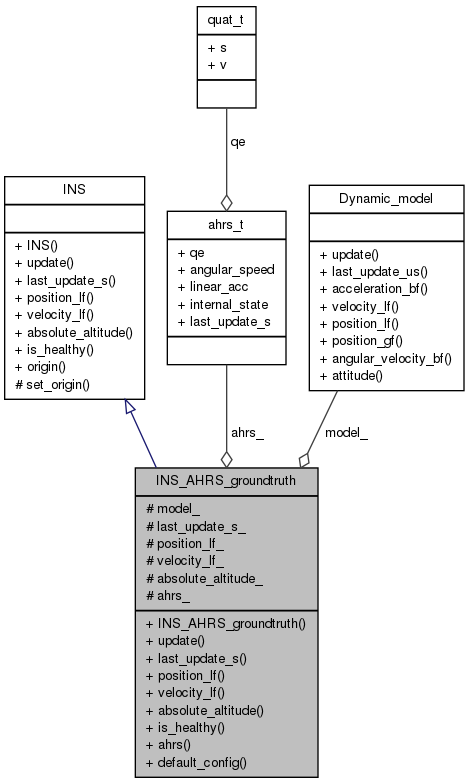 quat_t
+ s
+ v
qe
INS
+ INS()
+ update()
+ last_update_s()
+ position_lf()
+ velocity_lf()
+ absolute_altitude()
+ is_healthy()
+ origin()
# set_origin()
ahrs_t
+ qe
+ angular_speed
+ linear_acc
+ internal_state
+ last_update_s
Dynamic_model
+ update()
+ last_update_us()
+ acceleration_bf()
+ velocity_lf()
+ position_lf()
+ position_gf()
+ angular_velocity_bf()
+ attitude()
ahrs_
model_
INS_AHRS_groundtruth
# model_
# last_update_s_
# position_lf_
# velocity_lf_
# absolute_altitude_
# ahrs_
+ INS_AHRS_groundtruth()
+ update()
+ last_update_s()
+ position_lf()
+ velocity_lf()
+ absolute_altitude()
+ is_healthy()
+ ahrs()
+ default_config()